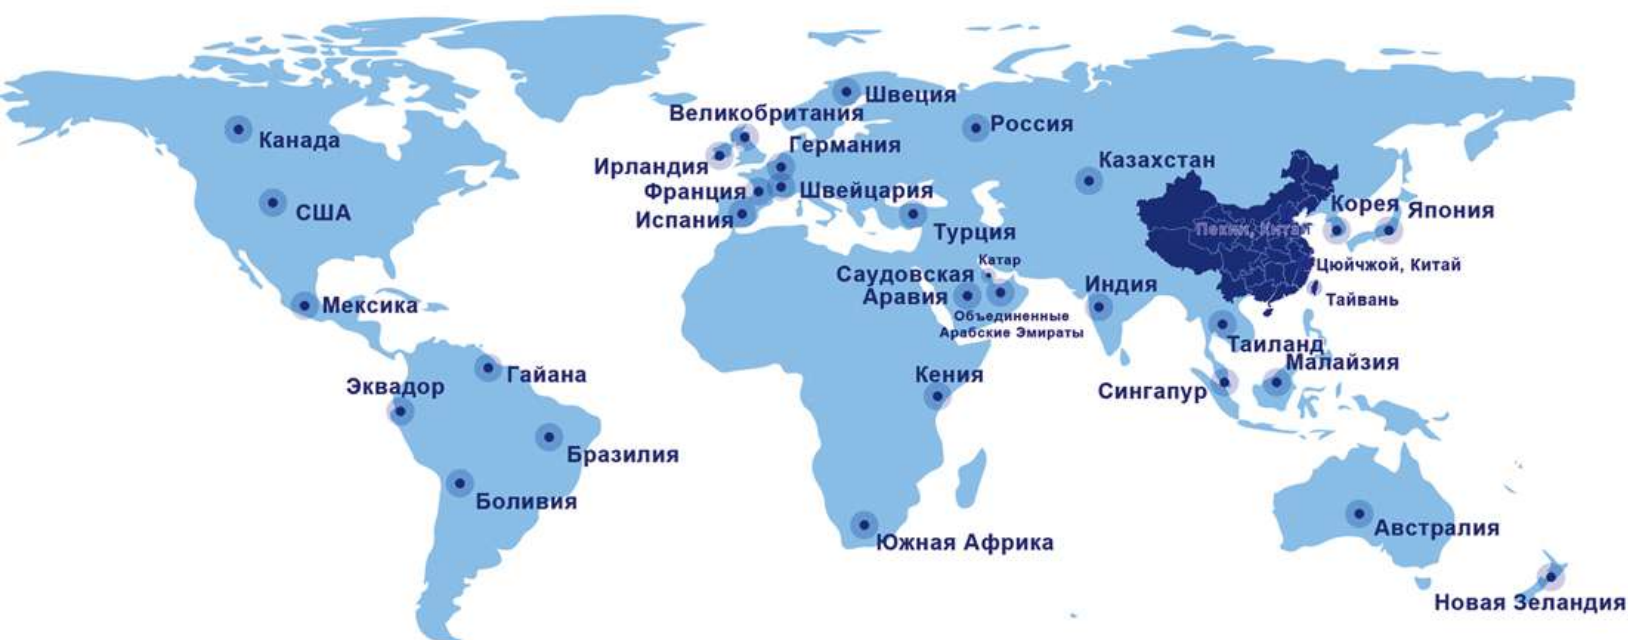 Швеция
Великобритания
Россия
Канада
Германия
Ирландия
Казахстан
Франция
Швейцария
США
Испания
Корея
Япония
Турция
Пекин, Китай
Катар
Цюйчжой, Китай
Саудовская
Аравия
Индия
Мексика
Тайвань
Объединенные
Арабские Эмираты
Таиланд
Малайзия
Гайана
Кения
Эквадор
Сингапур
Бразилия
Боливия
Австралия
Южная Африка
Новая Зеландия